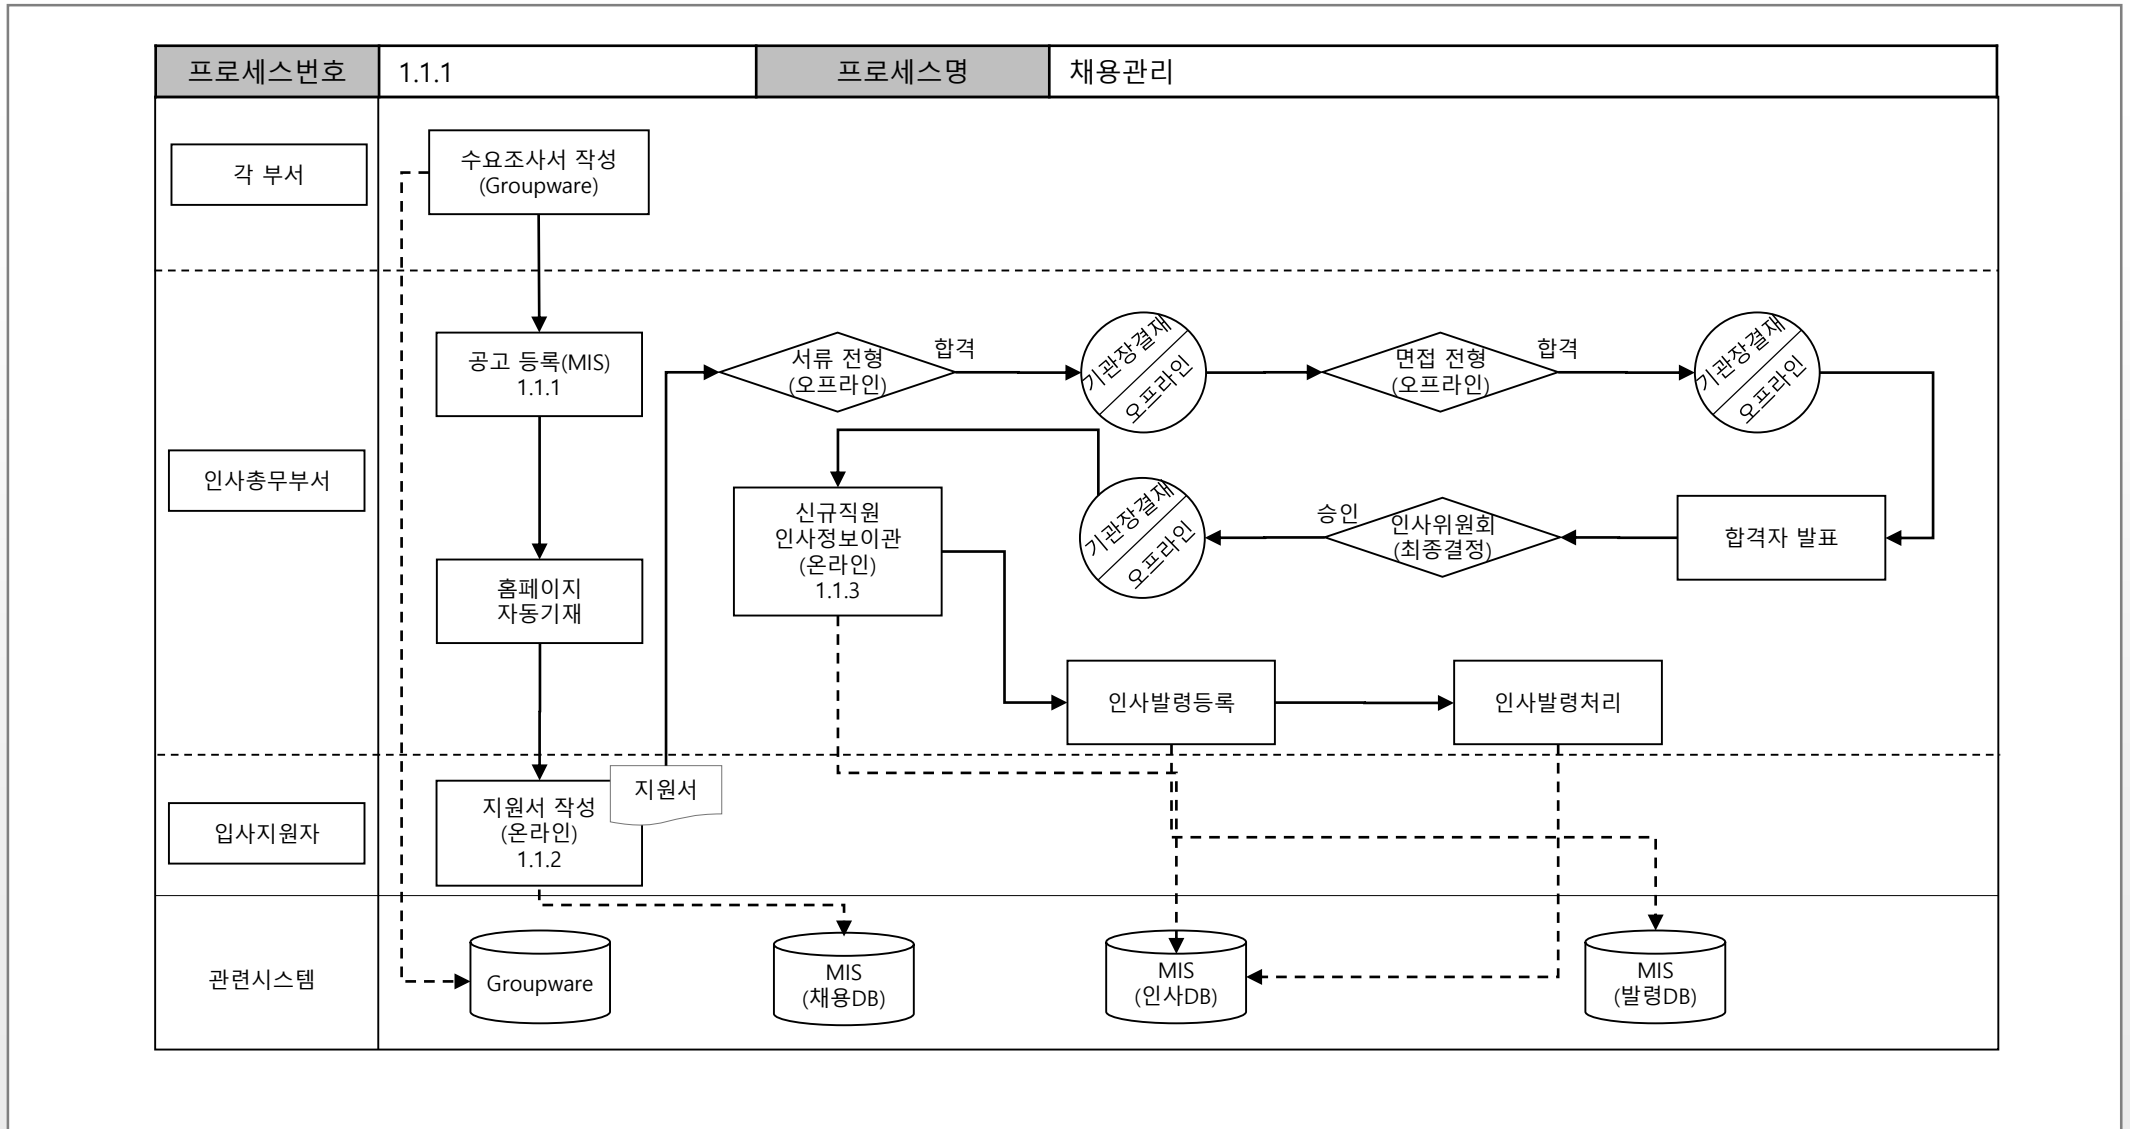 프로세스번호
1.1.1
프로세스명
채용관리
각 부서
수요조사서 작성
(Groupware)
인사총무부서
공고 등록(MIS)
1.1.1
서류 전형
(오프라인)
합격
기관장결재
오프라인
면접 전형
(오프라인)
합격
기관장결재
오프라인
신규직원
인사정보이관
(온라인)
1.1.3
기관장결재
오프라인
승인
인사위원회
(최종결정)
합격자 발표
홈페이지
자동기재
인사발령등록
인사발령처리
입사지원자
지원서 작성
(온라인)
1.1.2
지원서
관련시스템
Groupware
MIS
(채용DB)
MIS
(인사DB)
MIS
(발령DB)